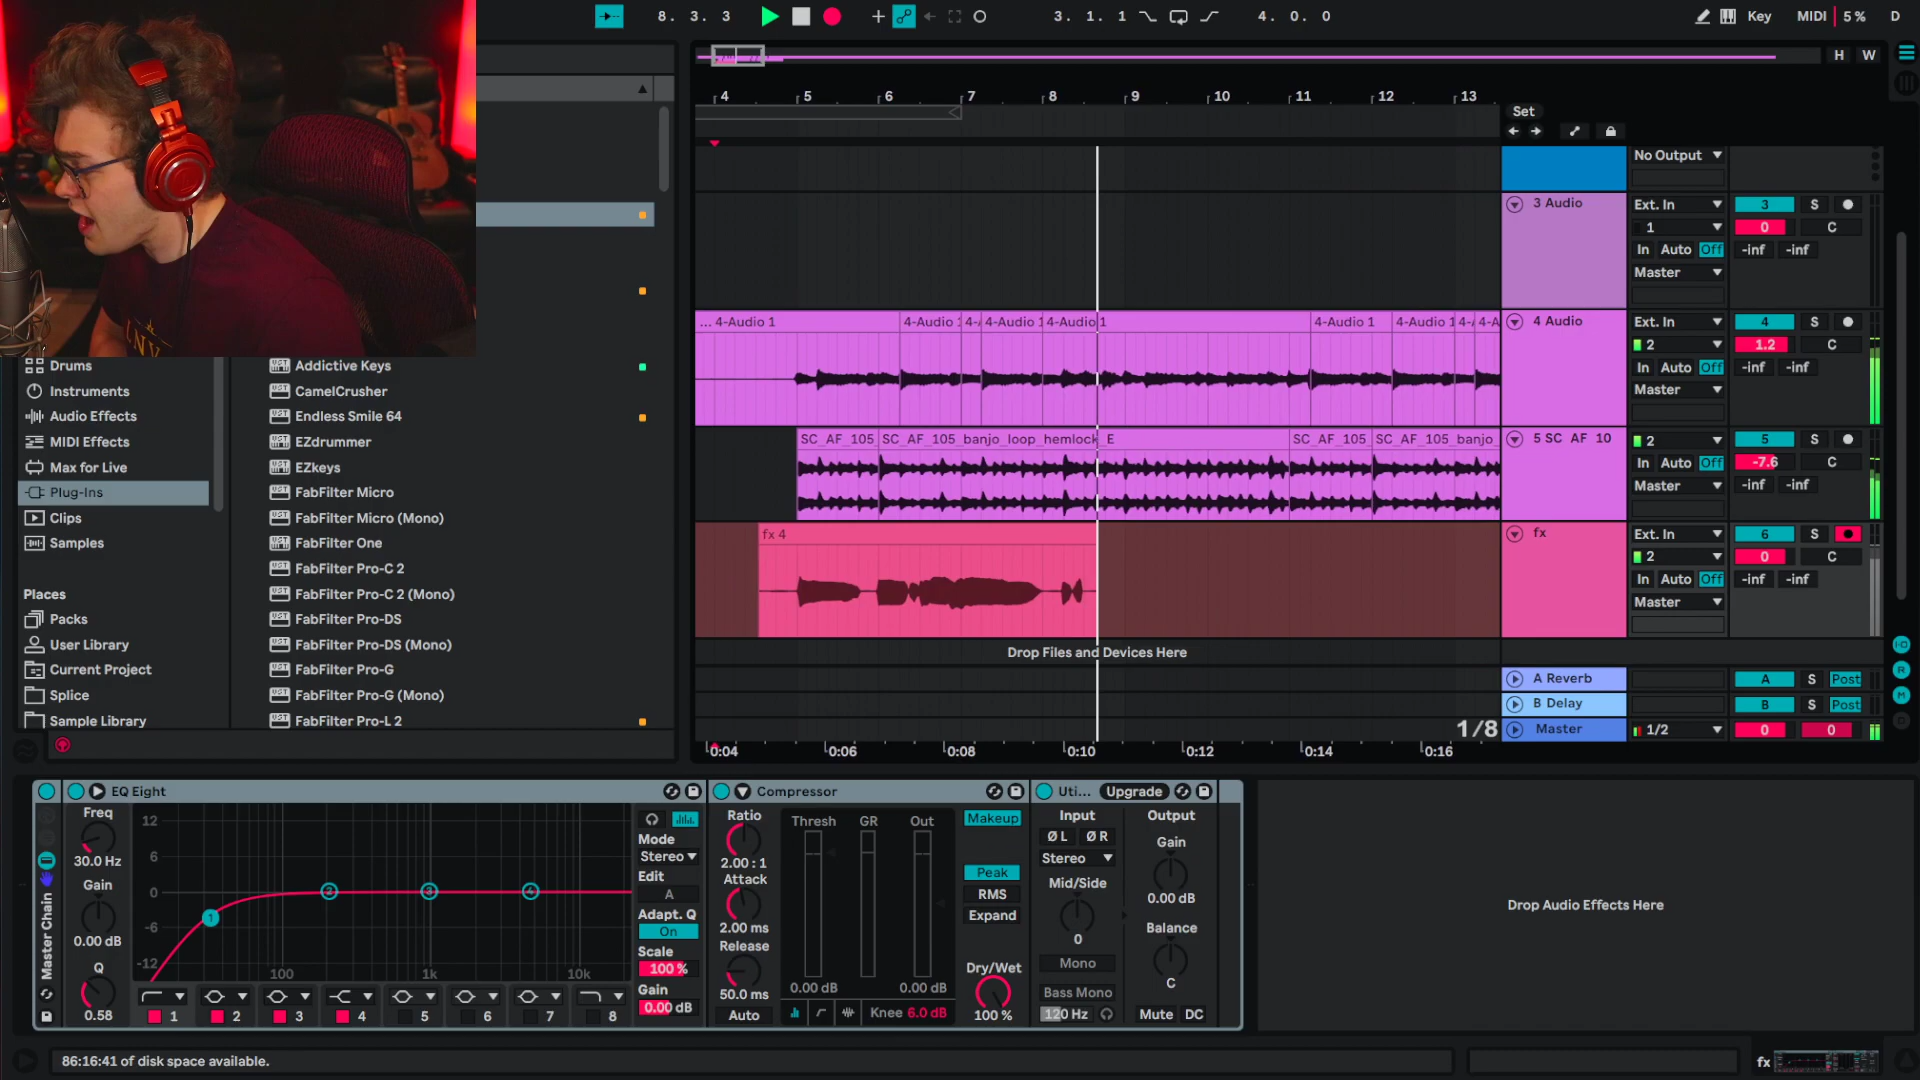 8. 3. 3
3. 1. 1
4. 0. 0
Key
MIDI
5 %
D
H
W
4
5
6
7
8
9
10
11
12
13
Set
No Output
3 Audio
Ext. In
3
S
1
0
C
In Auto Off
-inf -inf
Master
... 4-Audio 1
4-Audio 1
4-Audio 1
4-Audio 1
4-Audio 1
4 Audio
Ext. In
4
S
2
1.2
C
In Auto Off
-inf -inf
Master
SC_AF_105
SC_AF_105_banjo_loop_hemlock
E
SC_AF_105
SC_AF_105_banjo_
5 SC AF 10
2
5
S
In Auto Off
-7.6
C
Master
-inf -inf
fx 4
fx
Ext. In
6
S
2
0
C
In Auto Off
-inf -inf
Master
Drop Files and Devices Here
A Reverb
A
S
Post
B Delay
B
S
Post
1/8
Master
1/2
0
0
0:04
0:06
0:08
0:10
0:12
0:14
0:16
Drums
Instruments
Audio Effects
MIDI Effects
Max for Live
Plug-Ins
Clips
Samples
Places
Packs
User Library
Current Project
Splice
Sample Library
Addictive Keys
CamelCrusher
Endless Smile 64
EZdrummer
EZkeys
FabFilter Micro
FabFilter Micro (Mono)
FabFilter One
FabFilter Pro-C 2
FabFilter Pro-C 2 (Mono)
FabFilter Pro-DS
FabFilter Pro-DS (Mono)
FabFilter Pro-G
FabFilter Pro-G (Mono)
FabFilter Pro-L 2
Master Chain
EQ Eight
Freq
30.0 Hz
Gain
0.00 dB
Q
0.58
12
6
0
-6
-12
100
1k
10k
1
2
3
4
1
2
3
4
5
6
7
8
Mode
Stereo
Edit
A
Adapt. Q
On
Scale
100 %
Gain
0.00 dB
Compressor
Ratio
2.00 : 1
Attack
2.00 ms
Release
50.0 ms
Auto
Thresh
GR
Out
0.00 dB
0.00 dB
Knee 6.0 dB
Makeup
Peak
RMS
Expand
Dry/Wet
100 %
Uti...
Upgrade
Input
Ø L
Ø R
Stereo
Mid/Side
0
Mono
Bass Mono
120 Hz
Output
Gain
0.00 dB
Balance
C
Mute
DC
Drop Audio Effects Here
86:16:41 of disk space available.
fx